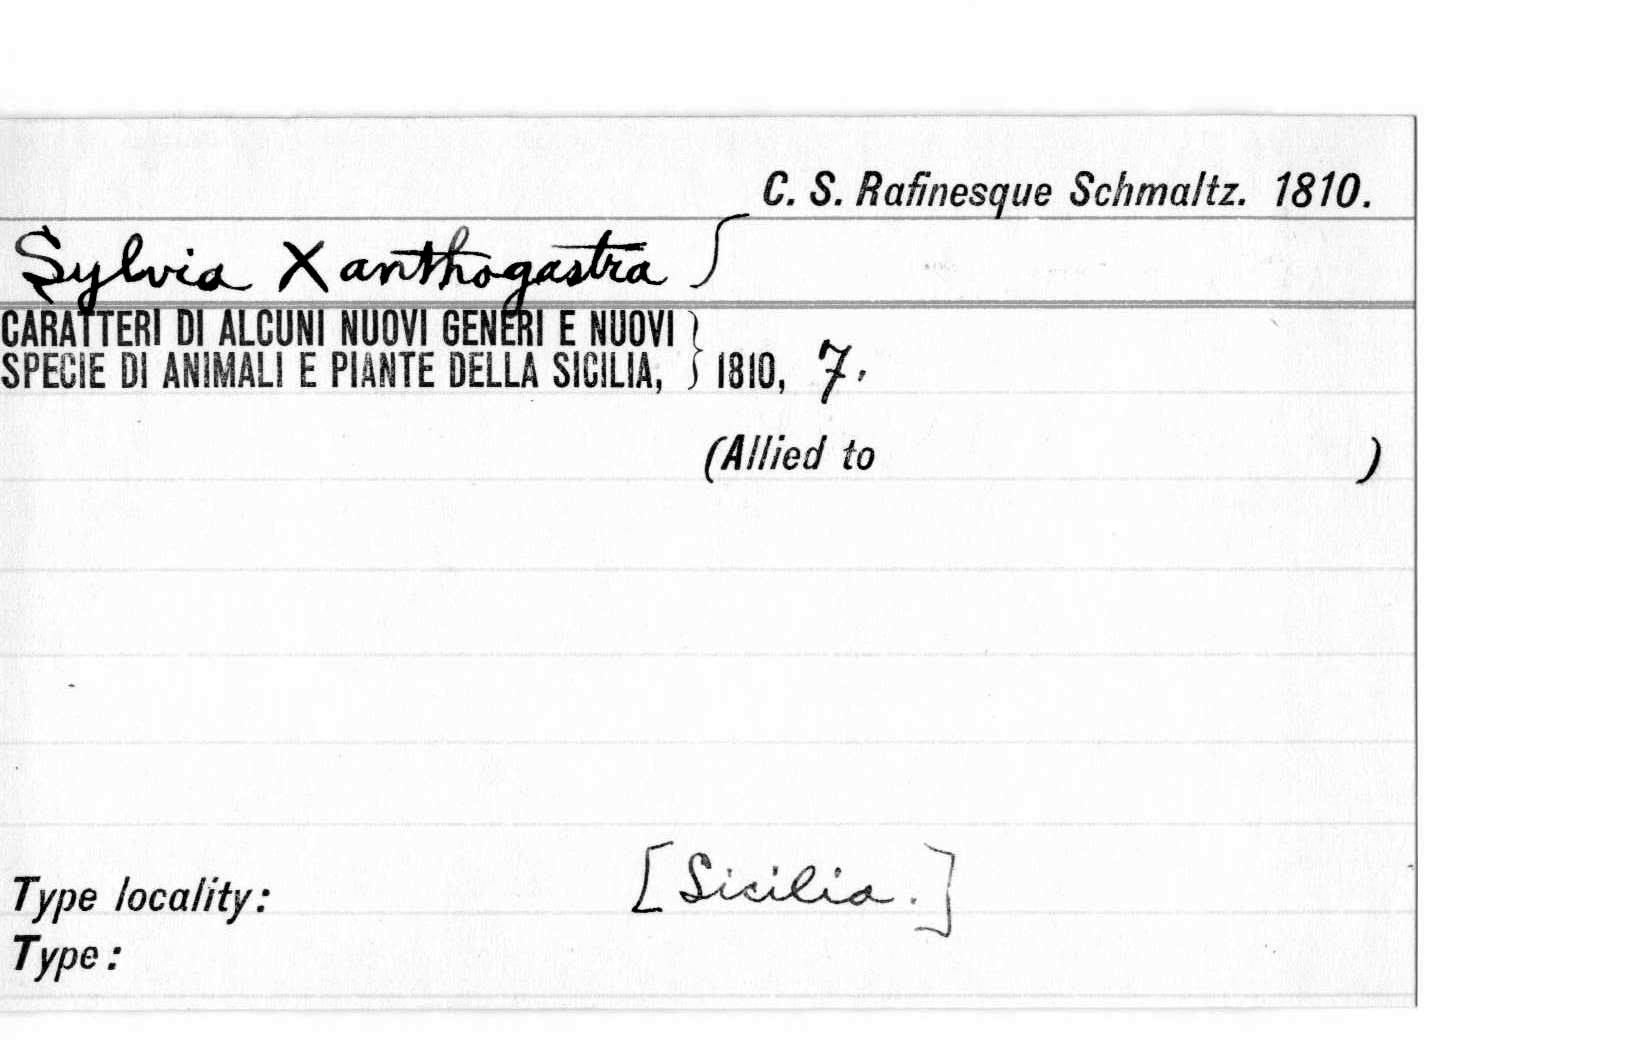 C. S. Rafinesque Schmaltz. 1810.
Sylvia Xanthogastra
CARATTERI DI ALCUNI NUOVI GENERI E NUOVI
SPECIE DI ANIMALI E PIANTE DELLA SICILIA, } 1810, 7.
(Allied to )
Type locality: [Sicilia.]
Type: